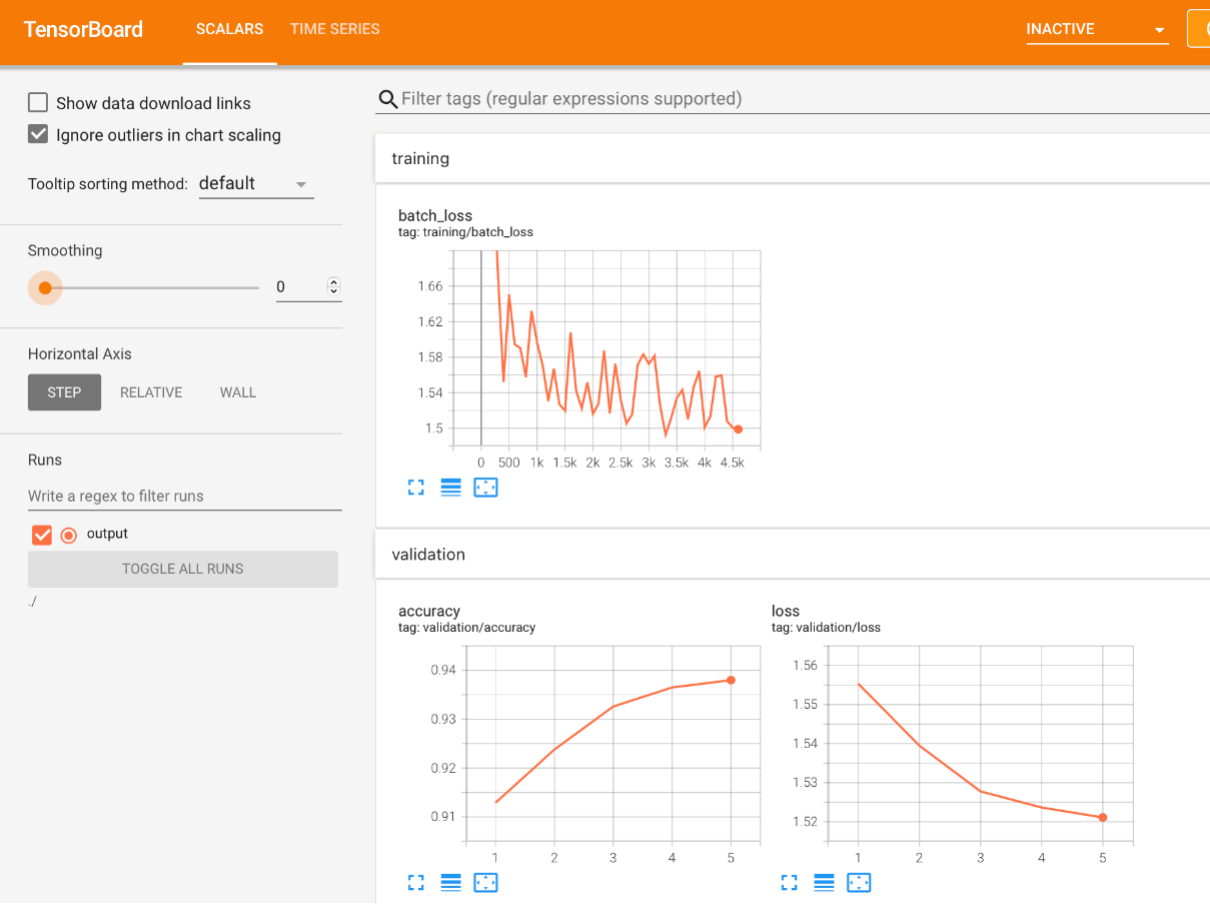 TensorBoard SCALARS TIME SERIES INACTIVE
Show data download links
Ignore outliers in chart scaling
Tooltip sorting method: default
Smoothing
0
Horizontal Axis
STEP RELATIVE WALL
Runs
Write a regex to filter runs
output
TOGGLE ALL RUNS
./
Filter tags (regular expressions supported)
training
batch_loss
tag: training/batch_loss
1.66
1.62
1.58
1.54
1.5
0 500 1k 1.5k 2k 2.5k 3k 3.5k 4k 4.5k
validation
accuracy
tag: validation/accuracy
0.94
0.93
0.92
0.91
1 2 3 4 5
loss
tag: validation/loss
1.56
1.55
1.54
1.53
1.52
1 2 3 4 5